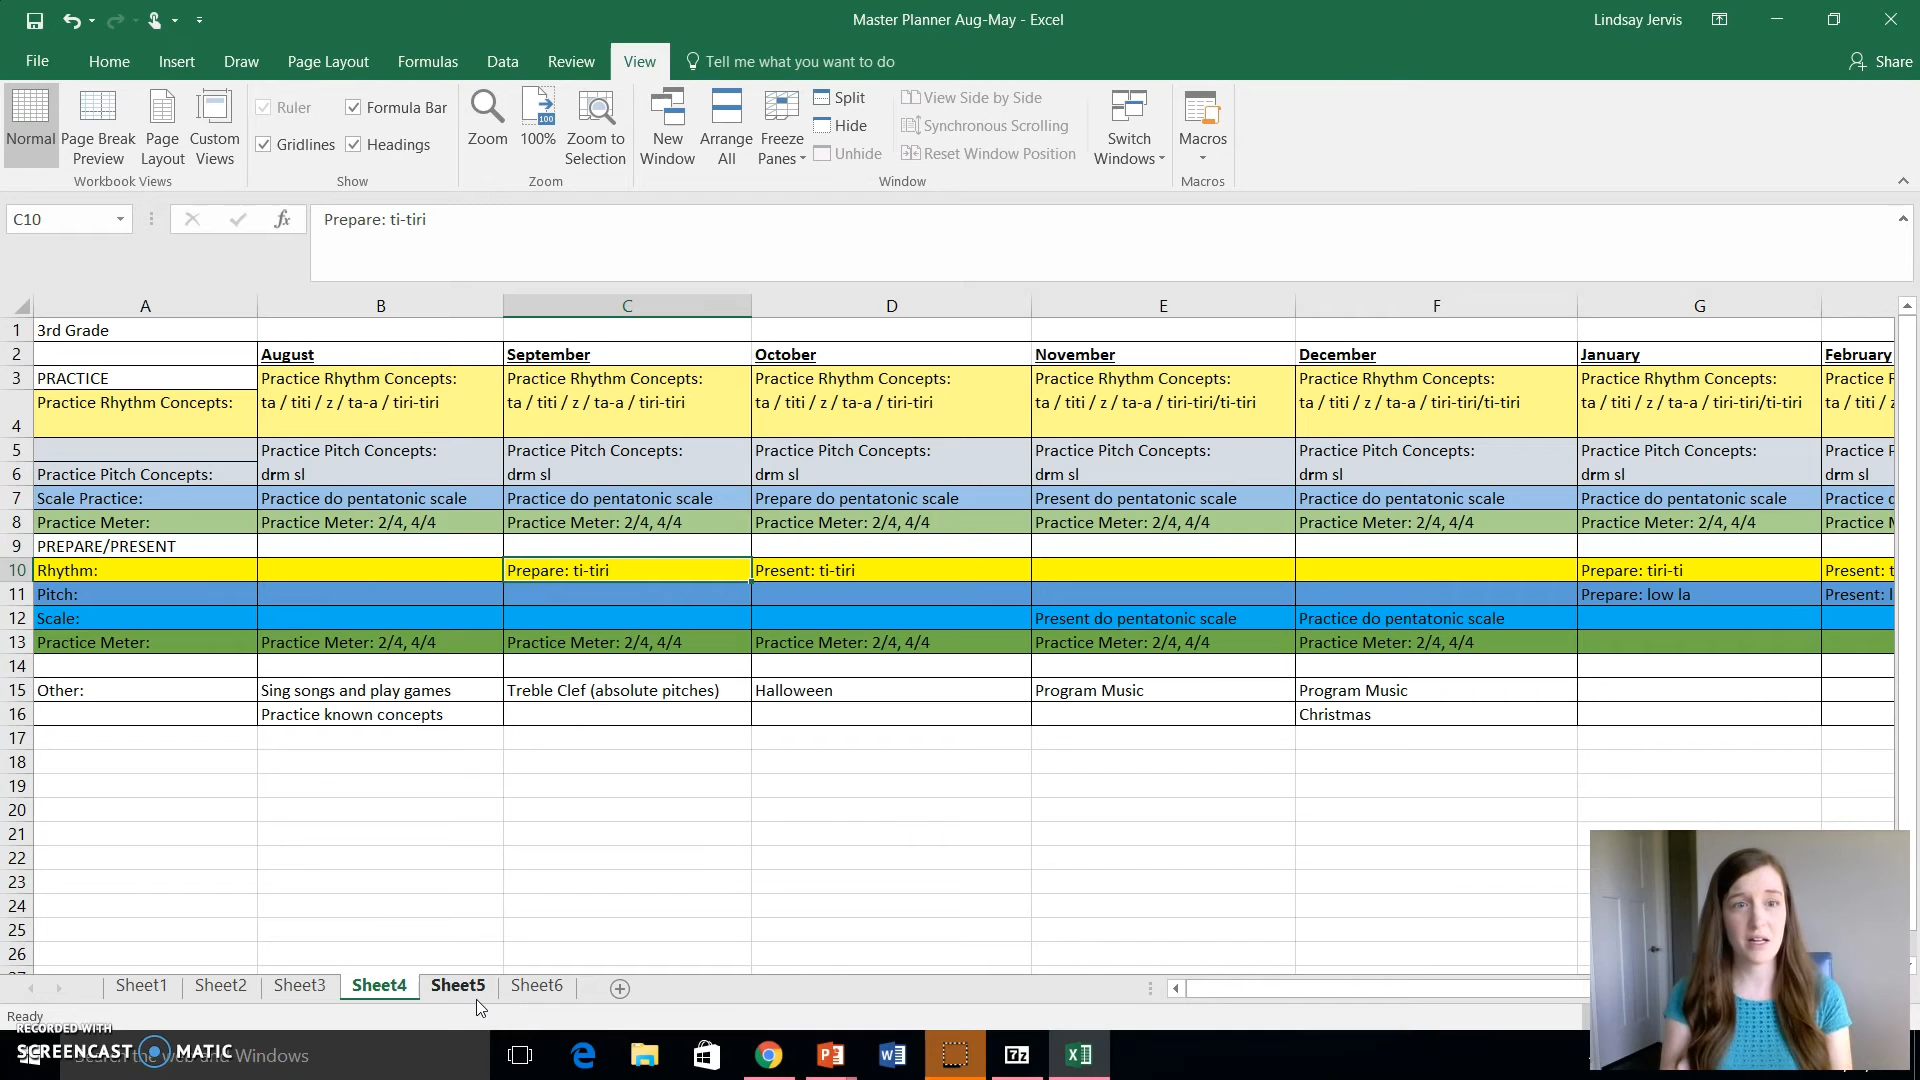 Master Planner Aug-May - Excel
Lindsay Jervis
File Home Insert Draw Page Layout Formulas Data Review View Tell me what you want to do Share
Normal
Page Break Preview
Page Layout
Custom Views
Workbook Views
Ruler
Formula Bar
Gridlines
Headings
Show
Zoom
100
100%
Zoom to Selection
Zoom
New Window
Arrange All
Freeze Panes
Split
Hide
Unhide
View Side by Side
Synchronous Scrolling
Reset Window Position
Window
Switch Windows
Macros
Macros
C10 fx Prepare: ti-tiri
A B C D E F G
1 3rd Grade
2 August September October November December January February
3 PRACTICE Practice Rhythm Concepts: Practice Rhythm Concepts: Practice Rhythm Concepts: Practice Rhythm Concepts: Practice Rhythm Concepts: Practice Rhythm Concepts: Practice R
4 Practice Rhythm Concepts: ta / titi / z / ta-a / tiri-tiri ta / titi / z / ta-a / tiri-tiri ta / titi / z / ta-a / tiri-tiri ta / titi / z / ta-a / tiri-tiri/ti-tiri ta / titi / z / ta-a / tiri-tiri/ti-tiri ta / titi / z / ta-a / tiri-tiri/ti-tiri ta / titi / z
5 Practice Pitch Concepts: Practice Pitch Concepts: Practice Pitch Concepts: Practice Pitch Concepts: Practice Pitch Concepts: Practice Pitch Concepts: Practice P
6 Practice Pitch Concepts: drm sl drm sl drm sl drm sl drm sl drm sl drm sl
7 Scale Practice: Practice do pentatonic scale Practice do pentatonic scale Prepare do pentatonic scale Present do pentatonic scale Practice do pentatonic scale Practice do pentatonic scale Practice d
8 Practice Meter: Practice Meter: 2/4, 4/4 Practice Meter: 2/4, 4/4 Practice Meter: 2/4, 4/4 Practice Meter: 2/4, 4/4 Practice Meter: 2/4, 4/4 Practice Meter: 2/4, 4/4 Practice M
9 PREPARE/PRESENT
10 Rhythm: Prepare: ti-tiri Present: ti-tiri Prepare: tiri-ti Present: t
11 Pitch: Prepare: low la Present: l
12 Scale: Present do pentatonic scale Practice do pentatonic scale
13 Practice Meter: Practice Meter: 2/4, 4/4 Practice Meter: 2/4, 4/4 Practice Meter: 2/4, 4/4 Practice Meter: 2/4, 4/4 Practice Meter: 2/4, 4/4
14
15 Other: Sing songs and play games Treble Clef (absolute pitches) Halloween Program Music Program Music
16 Practice known concepts Christmas
17
18
19
20
21
22
23
24
25
26
Sheet1 Sheet2 Sheet3 Sheet4 Sheet5 Sheet6
Ready
RECORDED WITH
SCREENCAST MATIC
Search the web and Windows
7z